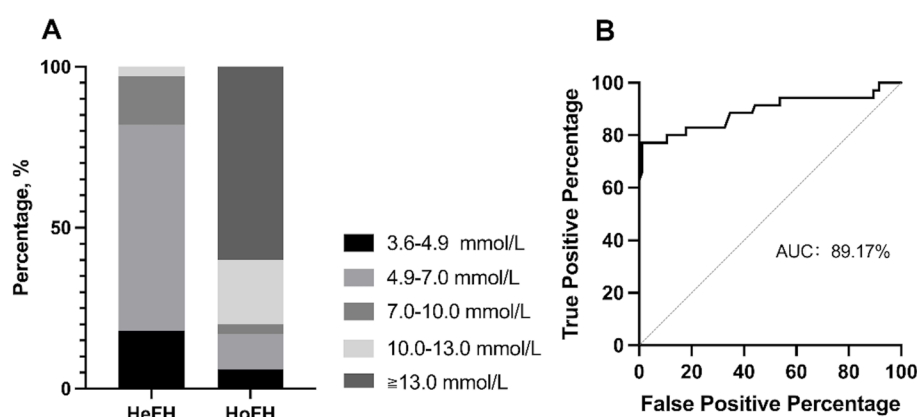 A
100
50
0
Percentage, %
HeFH
HoFH
3.6-4.9 mmol/L
4.9-7.0 mmol/L
7.0-10.0 mmol/L
10.0-13.0 mmol/L
≧13.0 mmol/L
B
100
80
60
40
20
0
True Positive Percentage
AUC: 89.17%
0 20 40 60 80 100
False Positive Percentage